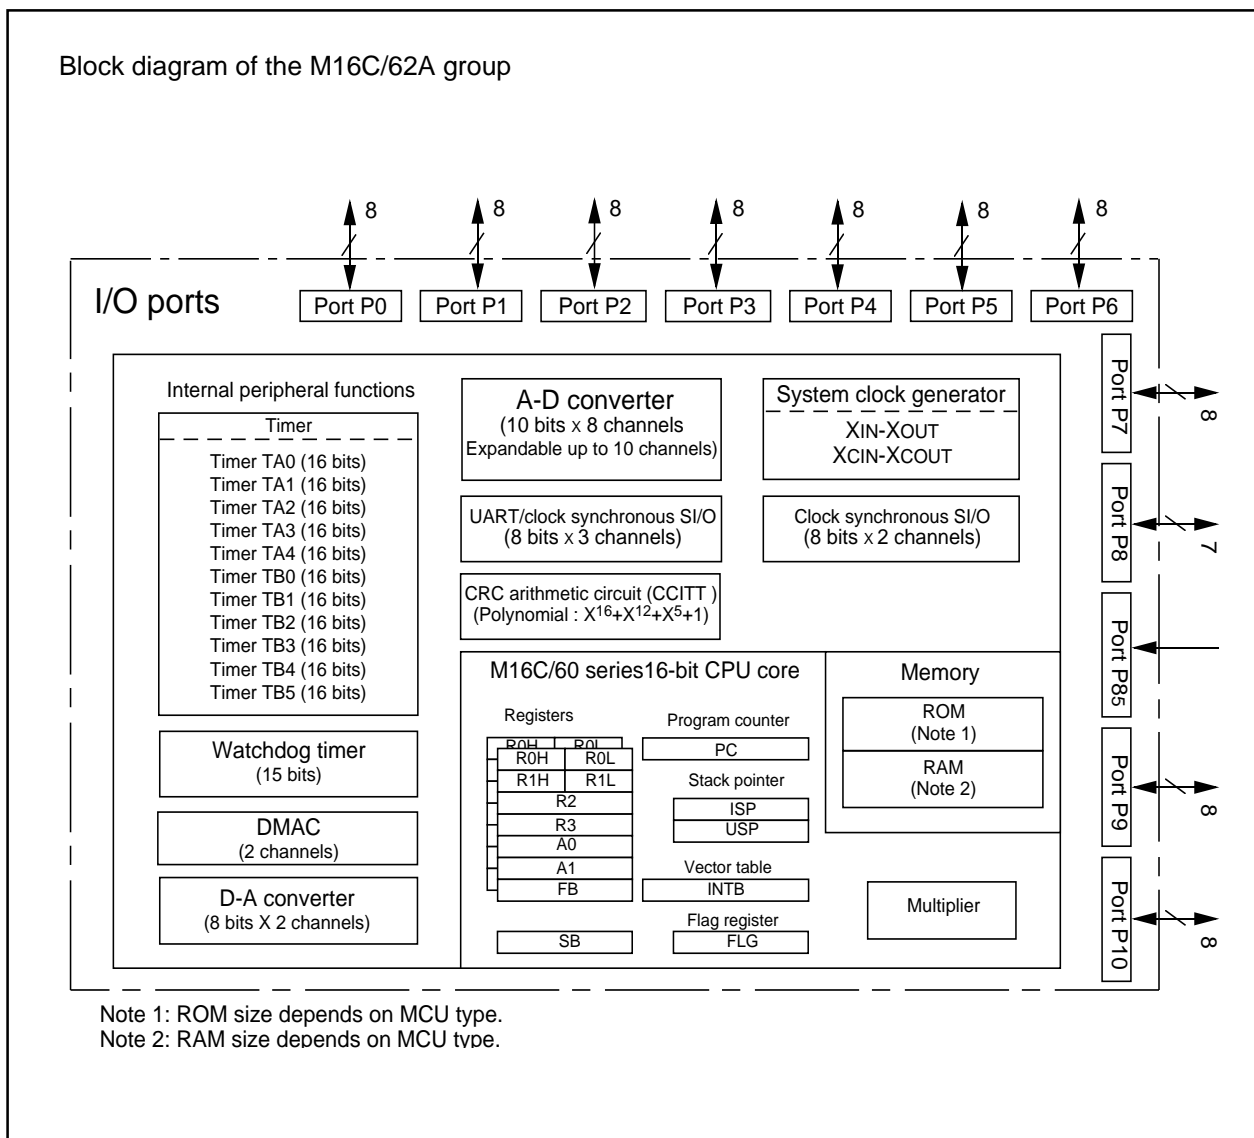 Block diagram of the M16C/62A group
8 8 8 8 8 8 8
I/O ports
Port P0 Port P1 Port P2 Port P3 Port P4 Port P5 Port P6
Port P7
8
Port P8
7
Port P85
Port P9
8
Port P10
8
Internal peripheral functions
Timer
Timer TA0 (16 bits)
Timer TA1 (16 bits)
Timer TA2 (16 bits)
Timer TA3 (16 bits)
Timer TA4 (16 bits)
Timer TB0 (16 bits)
Timer TB1 (16 bits)
Timer TB2 (16 bits)
Timer TB3 (16 bits)
Timer TB4 (16 bits)
Timer TB5 (16 bits)
Watchdog timer
(15 bits)
DMAC
(2 channels)
D-A converter
(8 bits X 2 channels)
A-D converter
(10 bits x 8 channels
Expandable up to 10 channels)
UART/clock synchronous SI/O
(8 bits x 3 channels)
CRC arithmetic circuit (CCITT )
(Polynomial : X¹⁶+X¹²+X⁵+1)
System clock generator
XIN-XOUT
XCIN-XCOUT
Clock synchronous SI/O
(8 bits x 2 channels)
M16C/60 series16-bit CPU core
Registers
R0H R0L
R0H R0L
R1H R1L
R2
R3
A0
A1
FB
SB
Program counter
PC
Stack pointer
ISP
USP
Vector table
INTB
Flag register
FLG
Memory
ROM
(Note 1)
RAM
(Note 2)
Multiplier
Note 1: ROM size depends on MCU type.
Note 2: RAM size depends on MCU type.